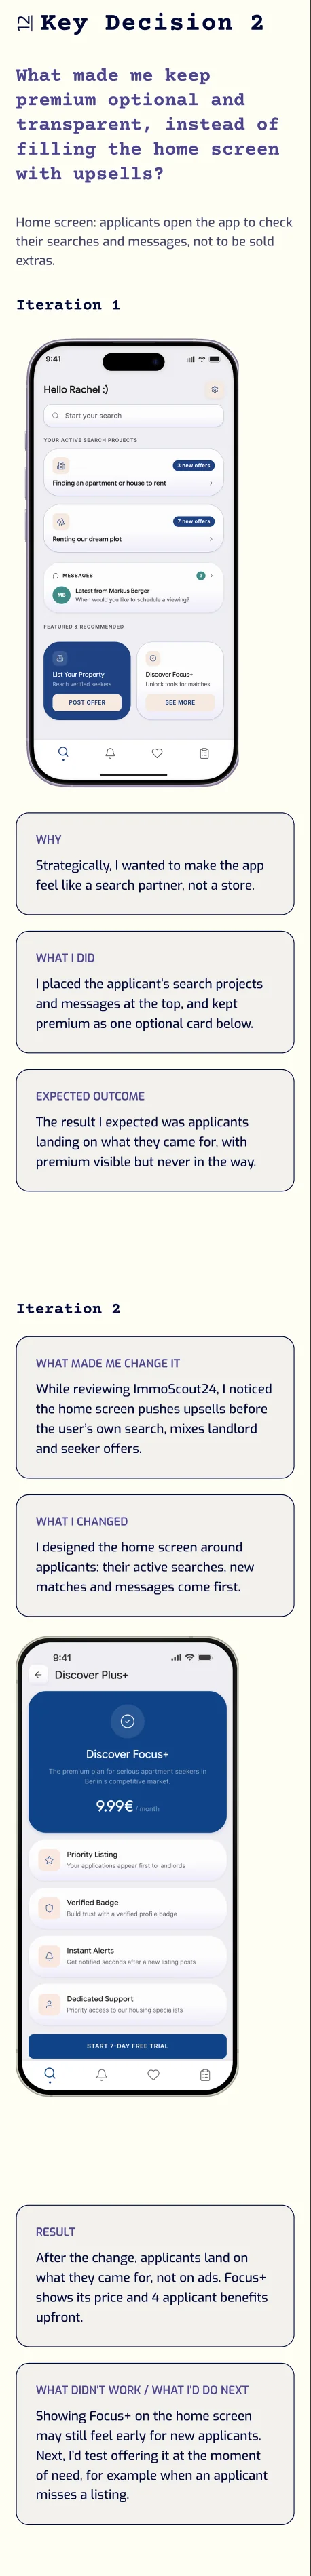 12 Key Decision 2
What made me keep
premium optional and
transparent, instead of
filling the home screen
with upsells?
Home screen: applicants open the app to check
their searches and messages, not to be sold
extras.
Iteration 1
9:41
Hello Rachel :)
Start your search
YOUR ACTIVE SEARCH PROJECTS
3 new offers
Finding an apartment or house to rent
7 new offers
Renting our dream plot
MESSAGES
3
MB
Latest from Markus Berger
When would you like to schedule a viewing?
FEATURED & RECOMMENDED
List Your Property
Reach verified seekers
POST OFFER
Discover Focus+
Unlock tools for matches
SEE MORE
WHY
Strategically, I wanted to make the app
feel like a search partner, not a store.
WHAT I DID
I placed the applicant's search projects
and messages at the top, and kept
premium as one optional card below.
EXPECTED OUTCOME
The result I expected was applicants
landing on what they came for, with
premium visible but never in the way.
Iteration 2
WHAT MADE ME CHANGE IT
While reviewing ImmoScout24, I noticed
the home screen pushes upsells before
the user's own search, mixes landlord
and seeker offers.
WHAT I CHANGED
I designed the home screen around
applicants: their active searches, new
matches and messages come first.
9:41
Discover Plus+
Discover Focus+
The premium plan for serious apartment seekers in
Berlin's competitive market.
9.99€ / month
Priority Listing
Your applications appear first to landlords
Verified Badge
Build trust with a verified profile badge
Instant Alerts
Get notified seconds after a new listing posts
Dedicated Support
Priority access to our housing specialists
START 7-DAY FREE TRIAL
RESULT
After the change, applicants land on
what they came for, not on ads. Focus+
shows its price and 4 applicant benefits
upfront.
WHAT DIDN'T WORK / WHAT I'D DO NEXT
Showing Focus+ on the home screen
may still feel early for new applicants.
Next, I'd test offering it at the moment
of need, for example when an applicant
misses a listing.